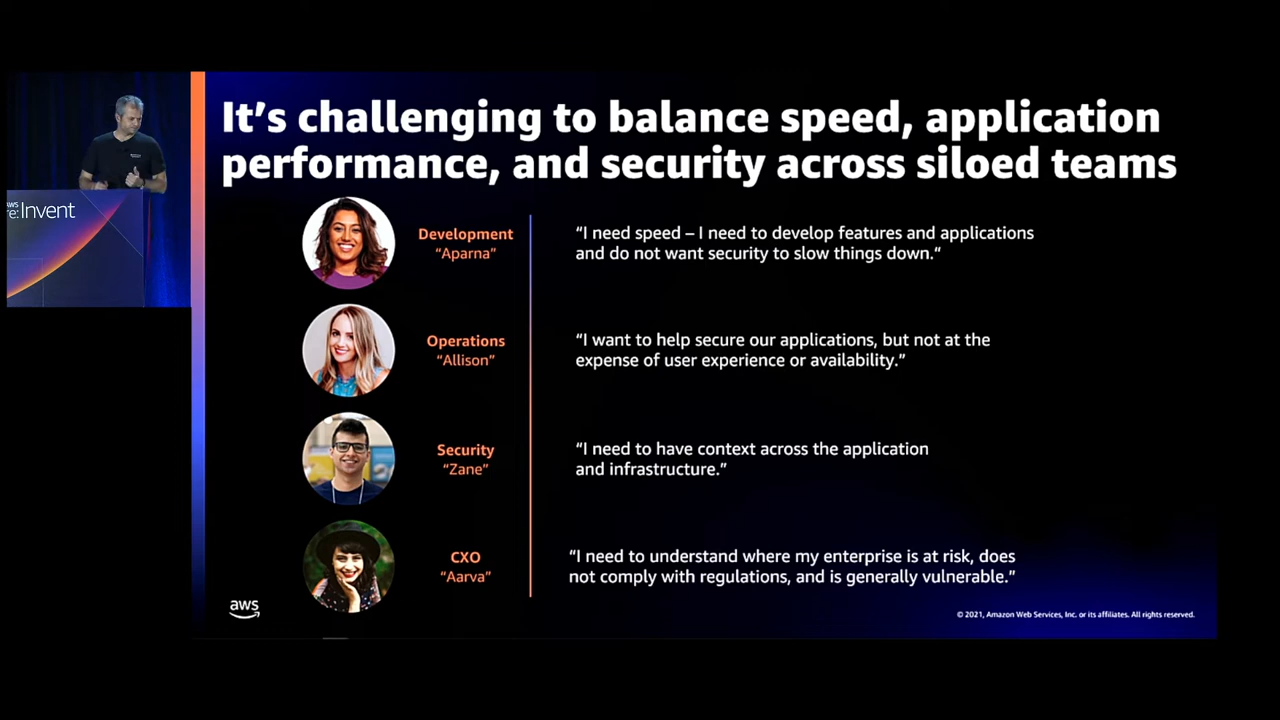 It’s challenging to balance speed, application
performance, and security across siloed teams
aws
re:Invent
Development
“Aparna”
“I need speed – I need to develop features and applications
and do not want security to slow things down.“
Operations
“Allison”
“I want to help secure our applications, but not at the
expense of user experience or availability.”
Security
“Zane”
“I need to have context across the application
and infrastructure.”
CXO
“Aarva”
“I need to understand where my enterprise is at risk, does
not comply with regulations, and is generally vulnerable.”
aws
© 2021, Amazon Web Services, Inc. or its affiliates. All rights reserved.